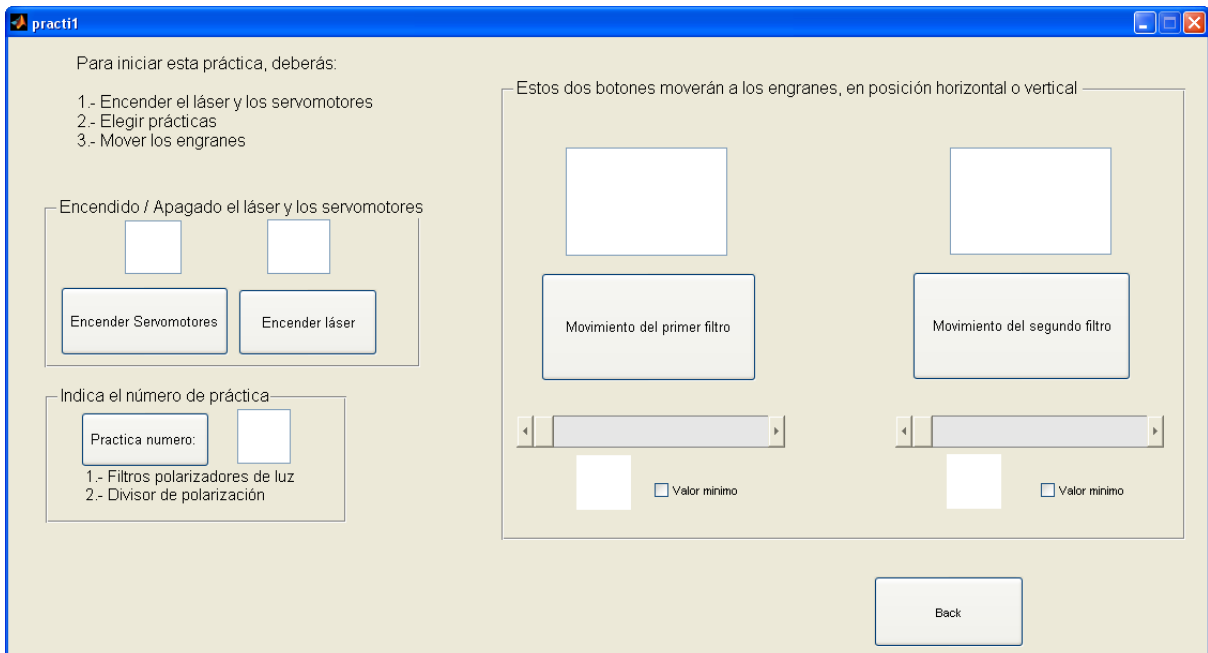 practi1
Para iniciar esta práctica, deberás:
1.- Encender el láser y los servomotores
2.- Elegir prácticas
3.- Mover los engranes
Encendido / Apagado el láser y los servomotores
Encender Servomotores
Encender láser
Indica el número de práctica
Practica numero:
1.- Filtros polarizadores de luz
2.- Divisor de polarización
Estos dos botones moverán a los engranes, en posición horizontal o vertical
Movimiento del primer filtro
Movimiento del segundo filtro
Valor minimo
Valor minimo
Back